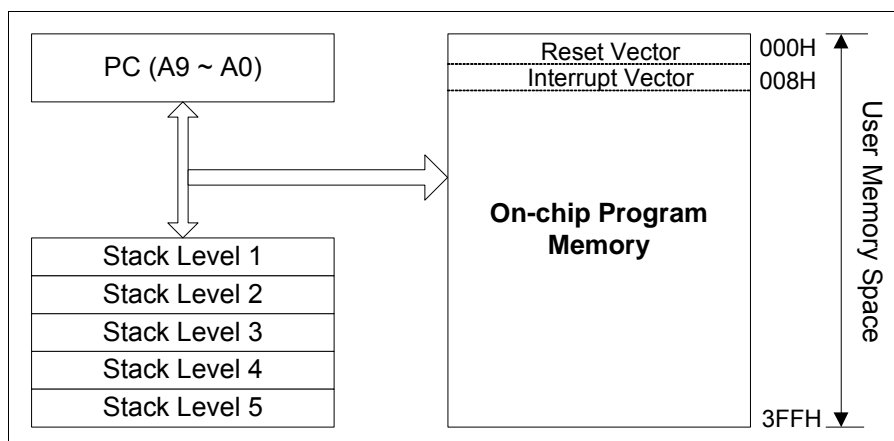 PC (A9 ~ A0)
Stack Level 1
Stack Level 2
Stack Level 3
Stack Level 4
Stack Level 5
Reset Vector
000H
Interrupt Vector
008H
On-chip Program
Memory
3FFH
User Memory Space